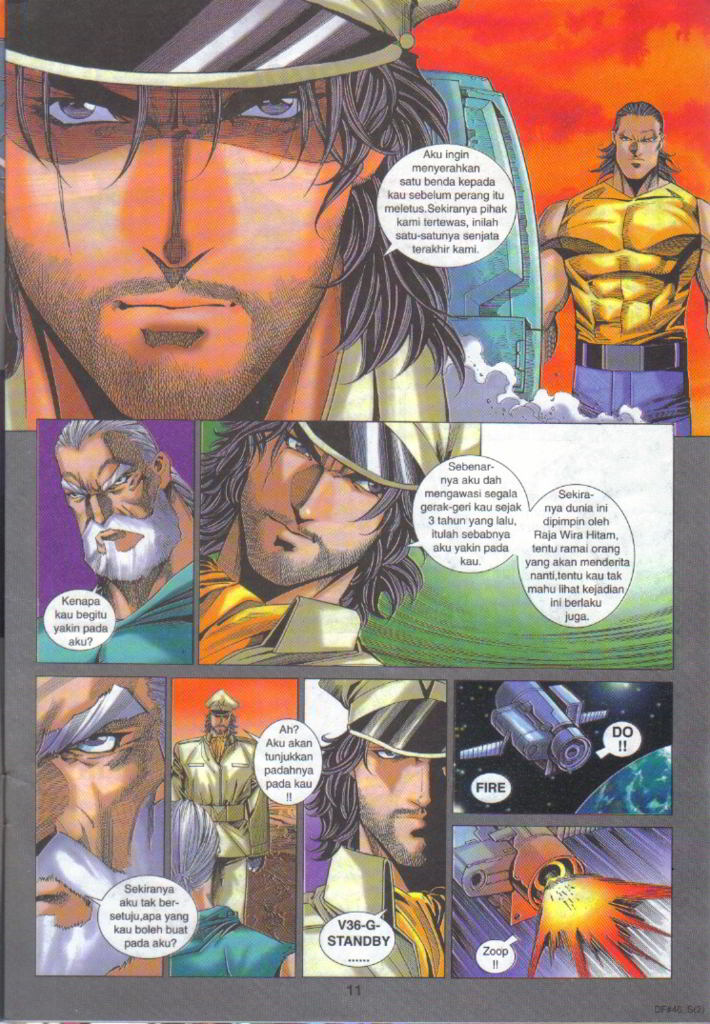 Aku ingin
menyerahkan
satu benda kepada
kau sebelum perang itu
meletus.Sekiranya pihak
kami tertewas, inilah
satu-satunya senjata
terakhir kami.
Kenapa
kau begitu
yakin pada
aku?
Sebenar-
nya aku dah
mengawasi segala
gerak-geri kau sejak
3 tahun yang lalu,
itulah sebabnya
aku yakin pada
kau.
Sekira-
nya dunia ini
dipimpin oleh
Raja Wira Hitam,
tentu ramai orang
yang akan menderita
nanti,tentu kau tak
mahu lihat kejadian
ini berlaku
juga.
Sekiranya
aku tak ber-
setuju,apa yang
kau boleh buat
pada aku?
Ah?
Aku akan
tunjukkan
padahnya
pada kau
!!
V36-G-
STANDBY
......
DO
!!
FIRE
Zoop
!!
11
DF#46_S(2)